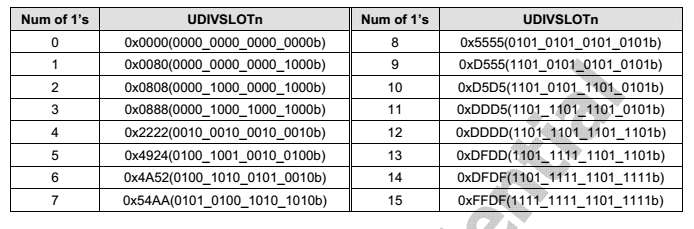 Num of 1's UDIVSLOTn Num of 1's UDIVSLOTn
0 0x0000(0000_0000_0000_0000b) 8 0x5555(0101_0101_0101_0101b)
1 0x0080(0000_0000_0000_1000b) 9 0xD555(1101_0101_0101_0101b)
2 0x0808(0000_1000_0000_1000b) 10 0xD5D5(1101_0101_1101_0101b)
3 0x0888(0000_1000_1000_1000b) 11 0xDDD5(1101_1101_1101_0101b)
4 0x2222(0010_0010_0010_0010b) 12 0xDDDD(1101_1101_1101_1101b)
5 0x4924(0100_1001_0010_0100b) 13 0xDFDD(1101_1111_1101_1101b)
6 0x4A52(0100_1010_0101_0010b) 14 0xDFDF(1101_1111_1101_1111b)
7 0x54AA(0101_0100_1010_1010b) 15 0xFFDF(1111_1111_1101_1111b)